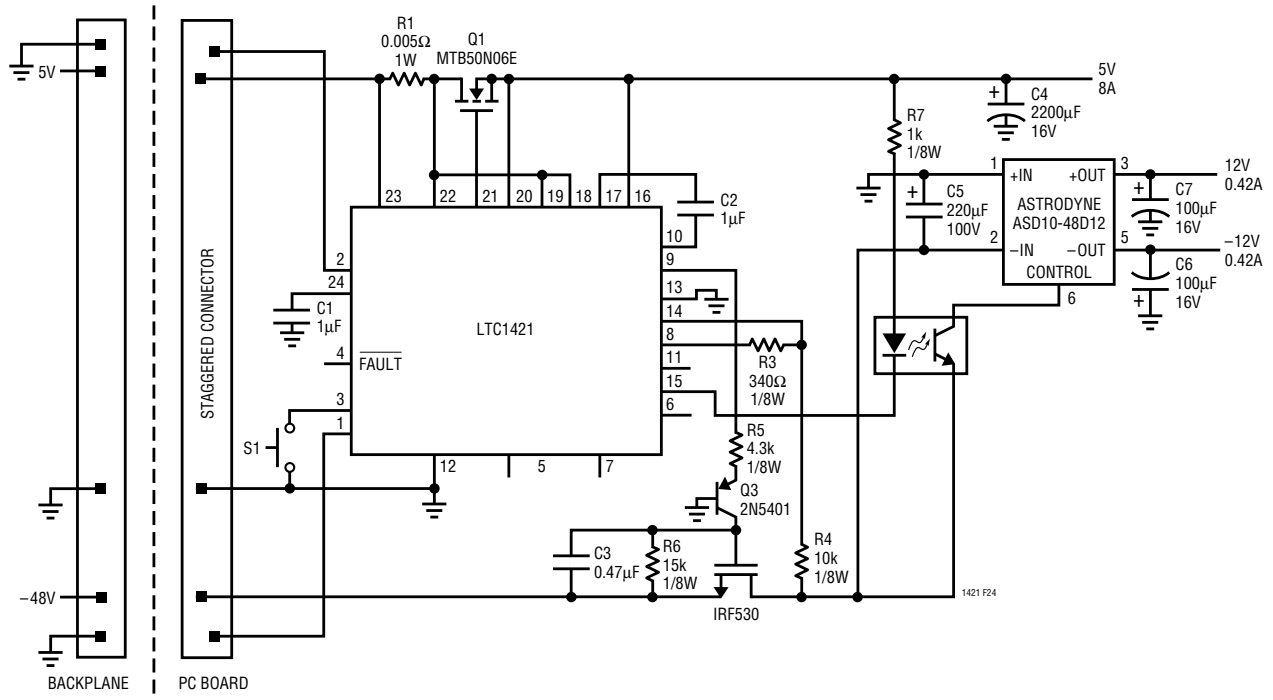 R1
0.005Ω
1W
Q1
MTB50N06E
5V
5V
8A
+
C4
2200µF
16V
R7
1k
1/8W
STAGGERED CONNECTOR
23
22
21
20
19
18
17
16
C2
1µF
10
9
13
14
8
11
15
6
2
24
C1
1µF
4
FAULT
3
1
S1
LTC1421
12
5
7
R3
340Ω
1/8W
R5
4.3k
1/8W
Q3
2N5401
C3
0.47µF
R6
15k
1/8W
IRF530
R4
10k
1/8W
+
C5
220µF
100V
1
+IN
2
–IN
ASTRODYNE
ASD10-48D12
CONTROL
6
+OUT
3
–OUT
5
12V
0.42A
+
C7
100µF
16V
–12V
0.42A
C6
100µF
16V
+
–48V
1421 F24
BACKPLANE
PC BOARD